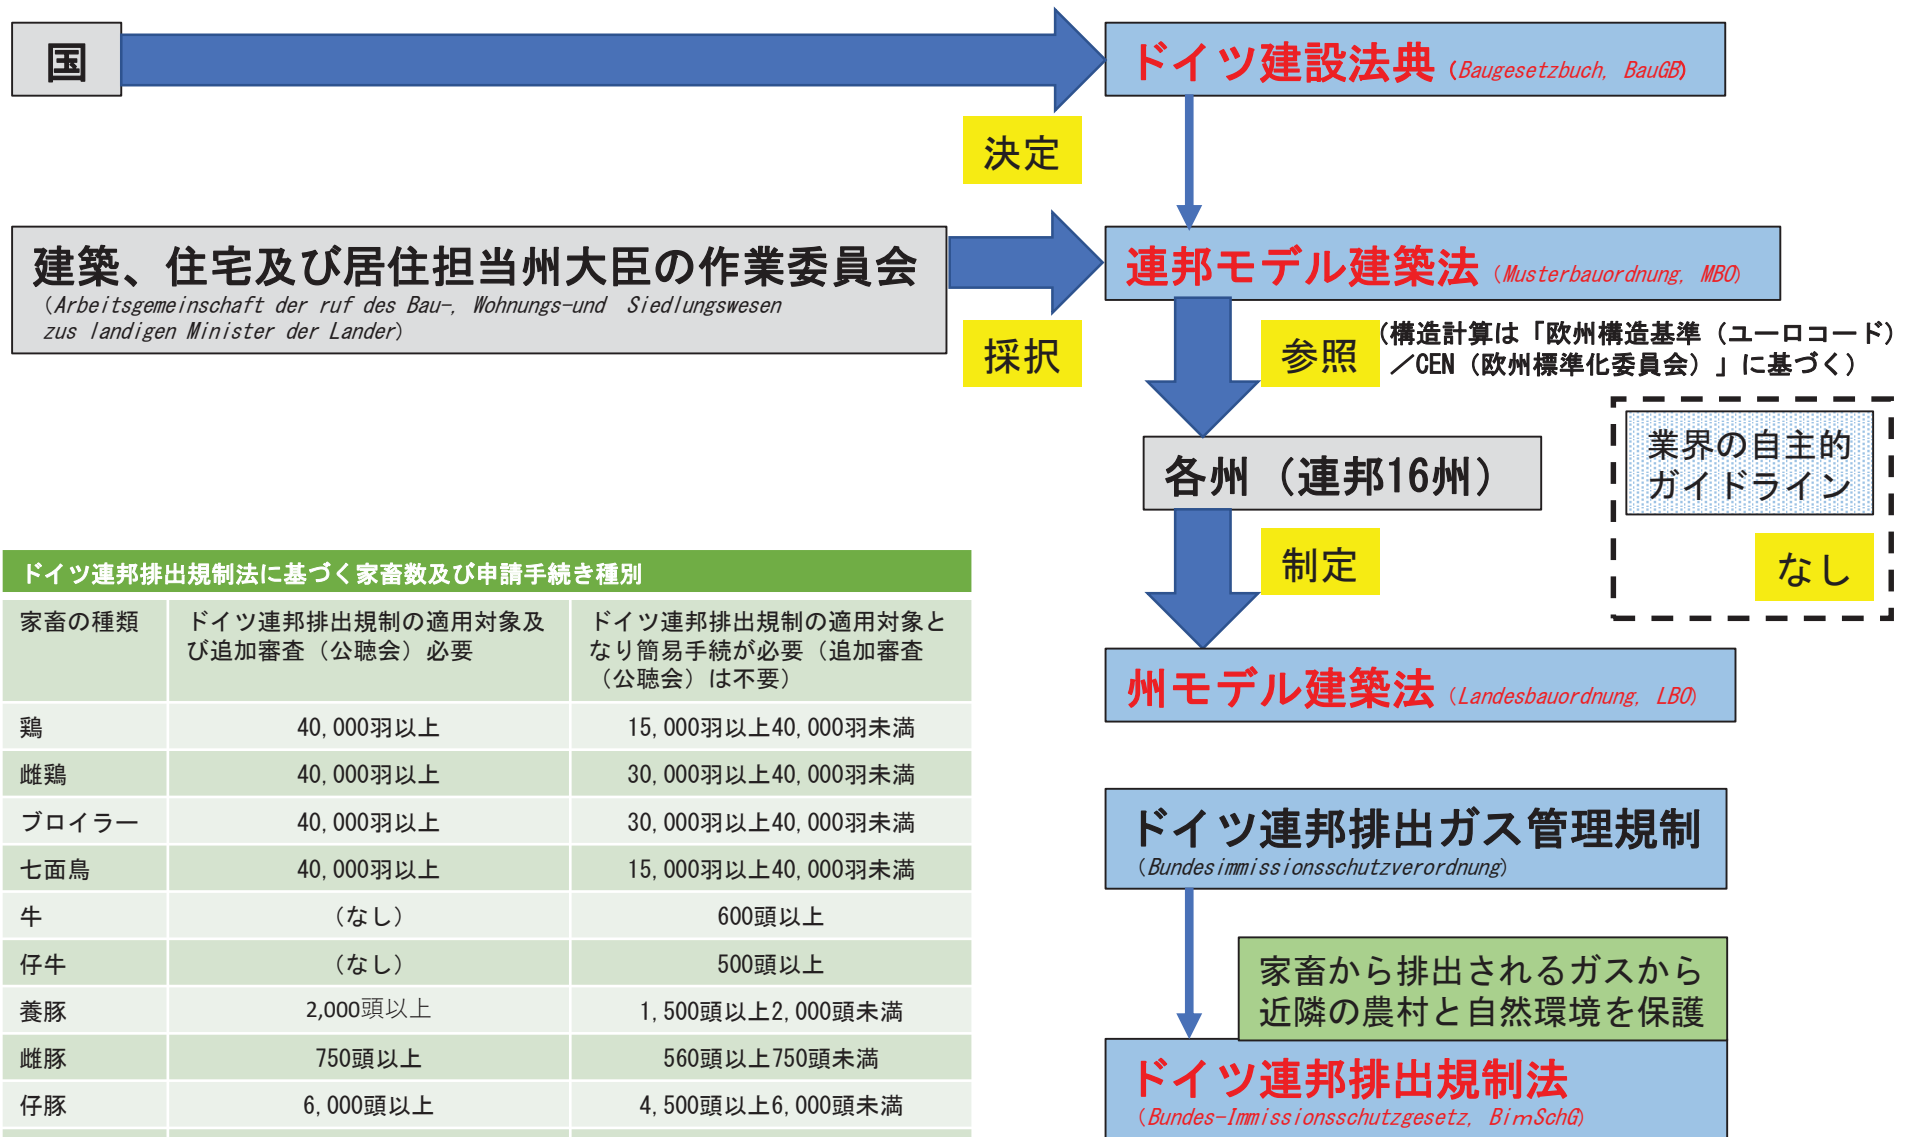 国
ドイツ建設法典（Baugesetzbuch, BauGB）
決定
建築、住宅及び居住担当州大臣の作業委員会
（Arbeitsgemeinschaft der ruf des Bau-, Wohnungs-und Siedlungswesen
zus landigen Minister der Lander）
連邦モデル建築法（Musterbauordnung, MBO）
採択
参照
（構造計算は「欧州構造基準（ユーロコード）
／CEN（欧州標準化委員会）」に基づく）
各州（連邦16州）
業界の自主的
ガイドライン
なし
制定
州モデル建築法（Landesbauordnung, LBO）
ドイツ連邦排出規制法に基づく家畜数及び申請手続き種別
家畜の種類
ドイツ連邦排出規制の適用対象及
び追加審査（公聴会）必要
ドイツ連邦排出規制の適用対象と
なり簡易手続が必要（追加審査
（公聴会）は不要）
鶏 40,000羽以上 15,000羽以上40,000羽未満
雌鶏 40,000羽以上 30,000羽以上40,000羽未満
ブロイラー 40,000羽以上 30,000羽以上40,000羽未満
七面鳥 40,000羽以上 15,000羽以上40,000羽未満
牛 （なし） 600頭以上
仔牛 （なし） 500頭以上
養豚 2,000頭以上 1,500頭以上2,000頭未満
雌豚 750頭以上 560頭以上750頭未満
仔豚 6,000頭以上 4,500頭以上6,000頭未満
ドイツ連邦排出ガス管理規制
（Bundesimmissionsschutzverordnung）
家畜から排出されるガスから
近隣の農村と自然環境を保護
ドイツ連邦排出規制法
（Bundes-Immissionsschutzgesetz, BimSchG）